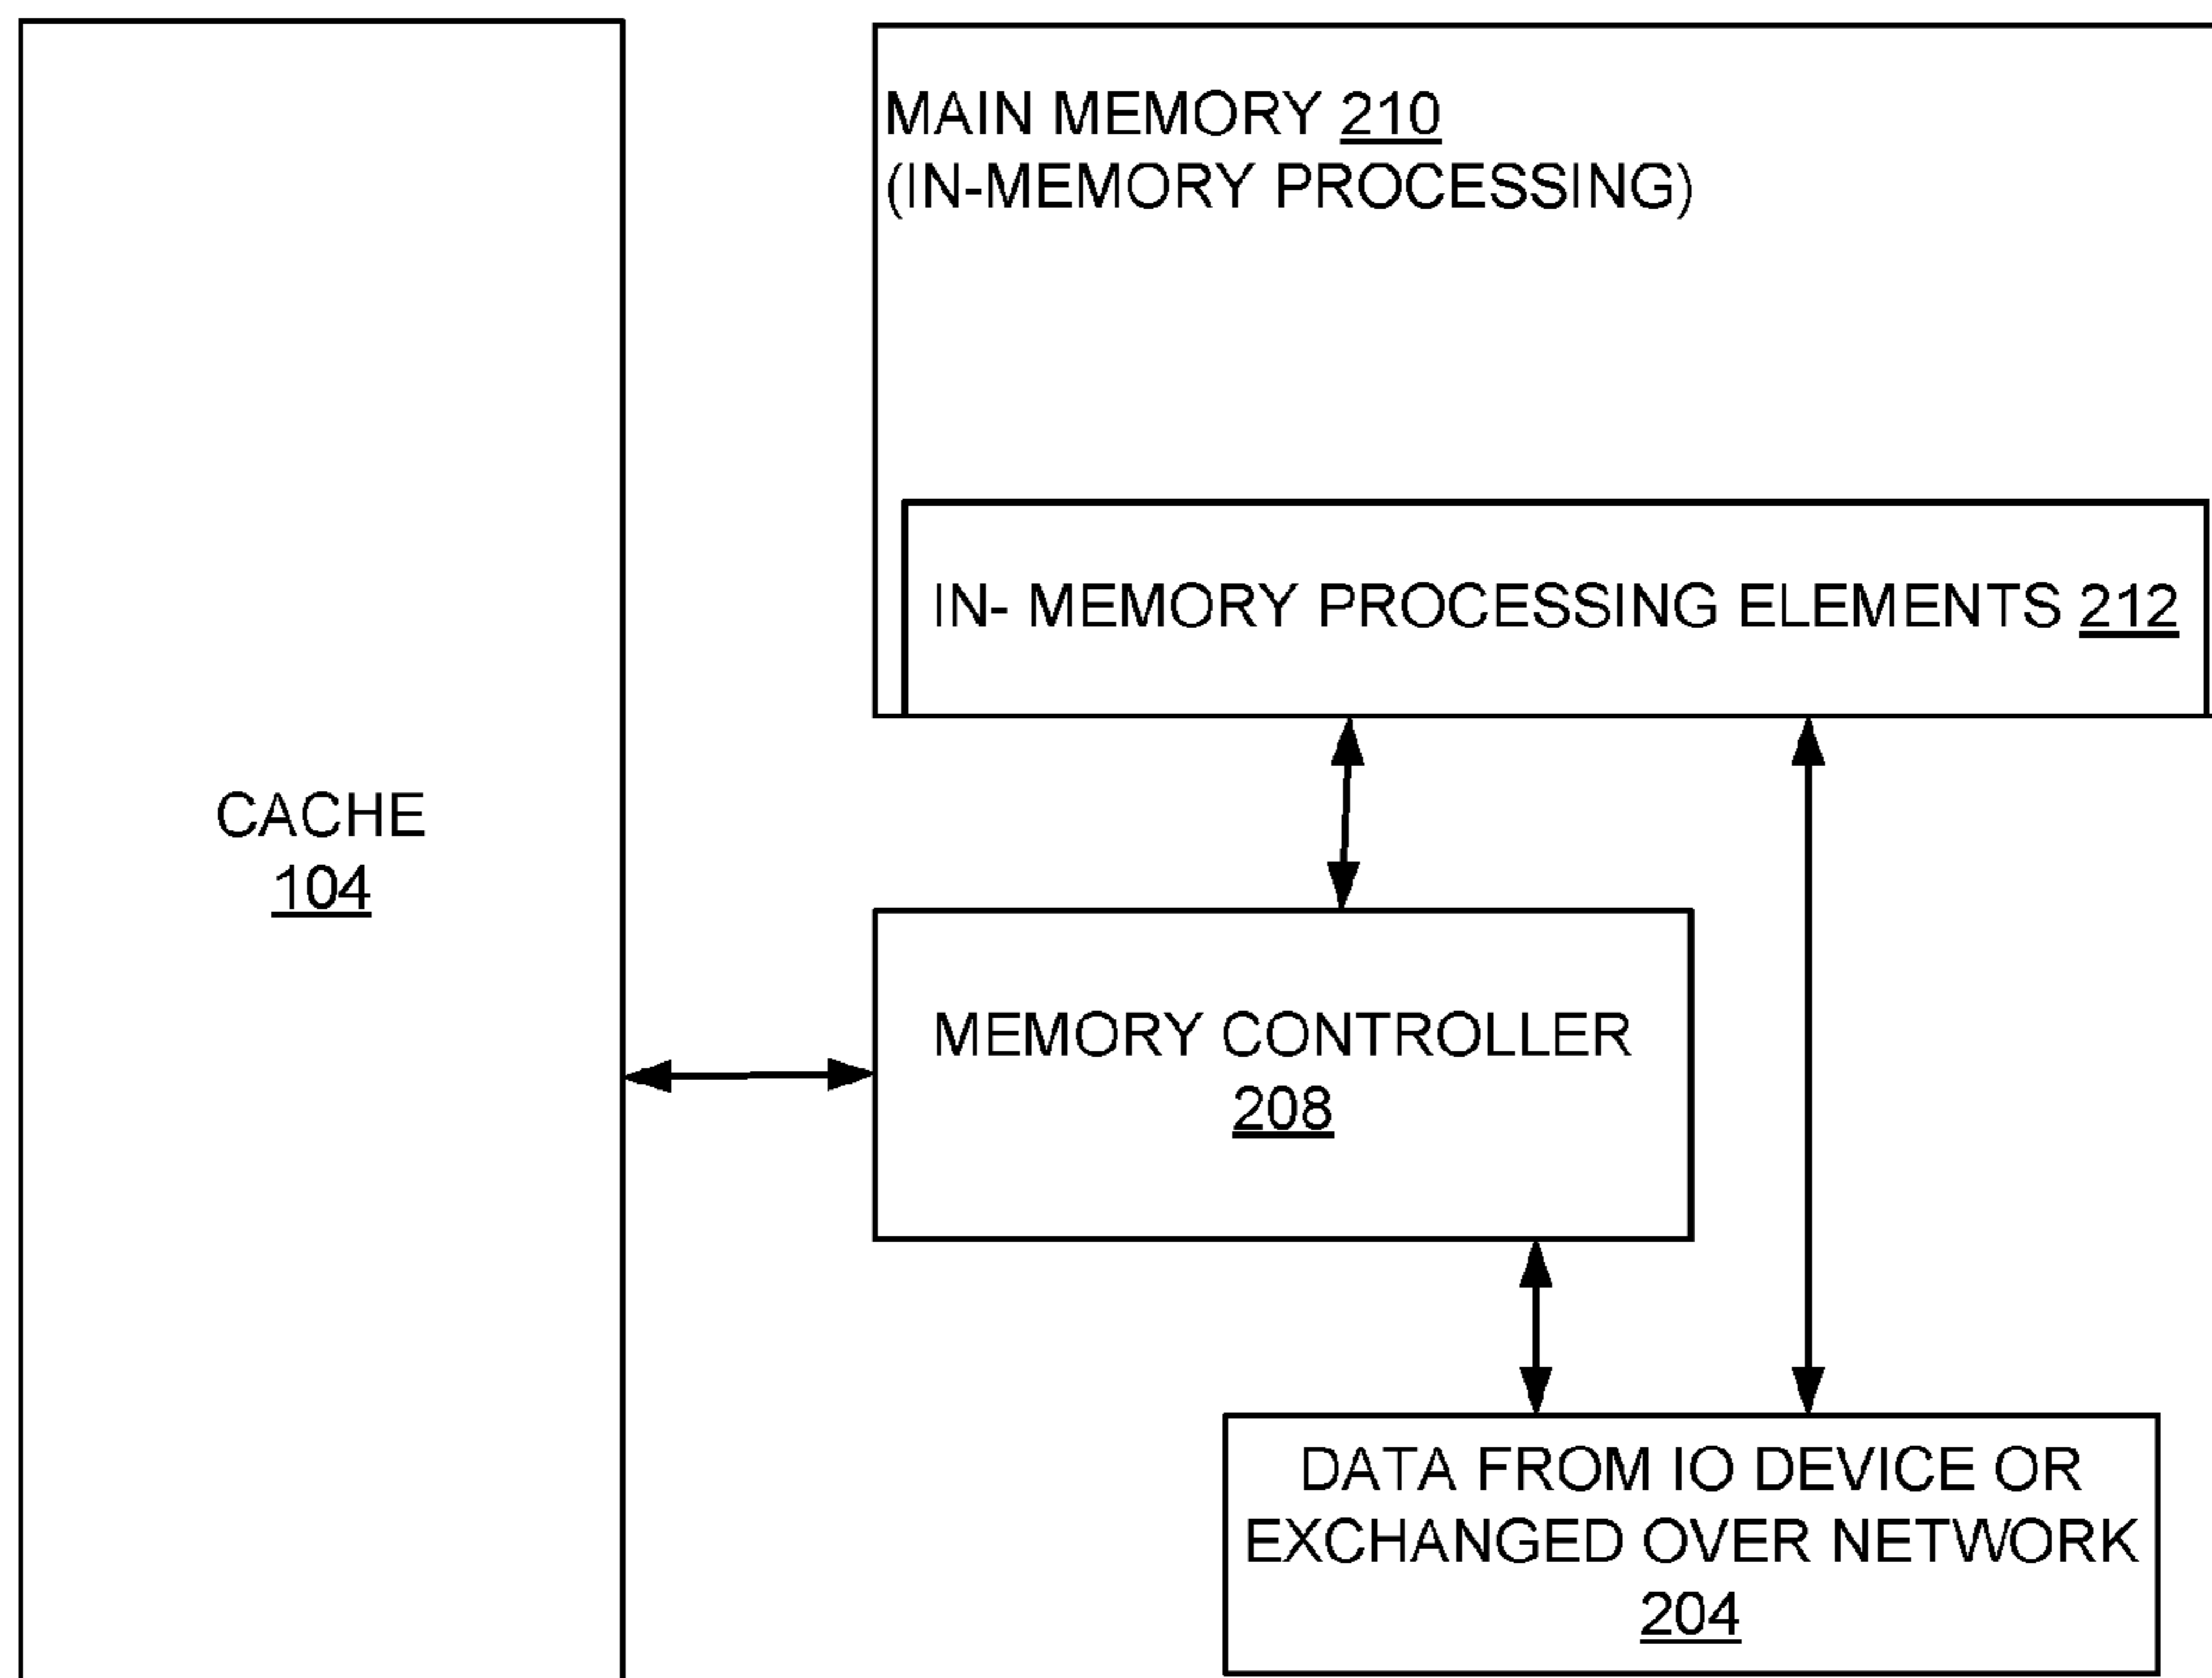 MAIN MEMORY 210
(IN-MEMORY PROCESSING)
IN- MEMORY PROCESSING ELEMENTS 212
CACHE
104
MEMORY CONTROLLER
208
DATA FROM IO DEVICE OR
EXCHANGED OVER NETWORK
204